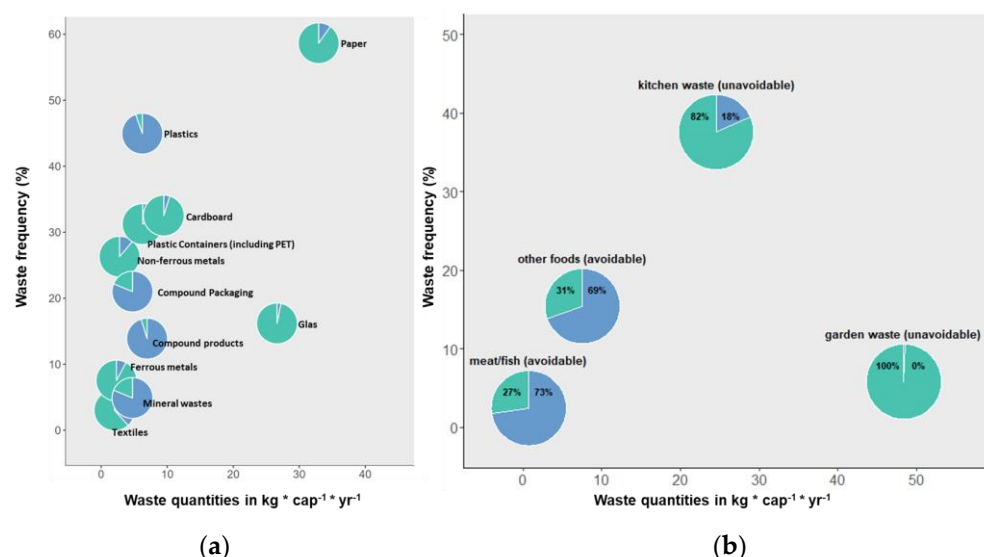 Waste frequency (%)
60
50
40
30
20
10
0
Paper
Plastics
Cardboard
Plastic Containers (including PET)
Non-ferrous metals
Compound Packaging
Glas
Compound products
Ferrous metals
Mineral wastes
Textiles
0 10 20 30 40
Waste quantities in kg * cap⁻¹ * yr⁻¹
(a)
Waste frequency (%)
50
40
30
20
10
0
kitchen waste (unavoidable)
82% 18%
other foods (avoidable)
31% 69%
garden waste (unavoidable)
100% 0%
meat/fish (avoidable)
27% 73%
0 10 20 30 40 50
Waste quantities in kg * cap⁻¹ * yr⁻¹
(b)